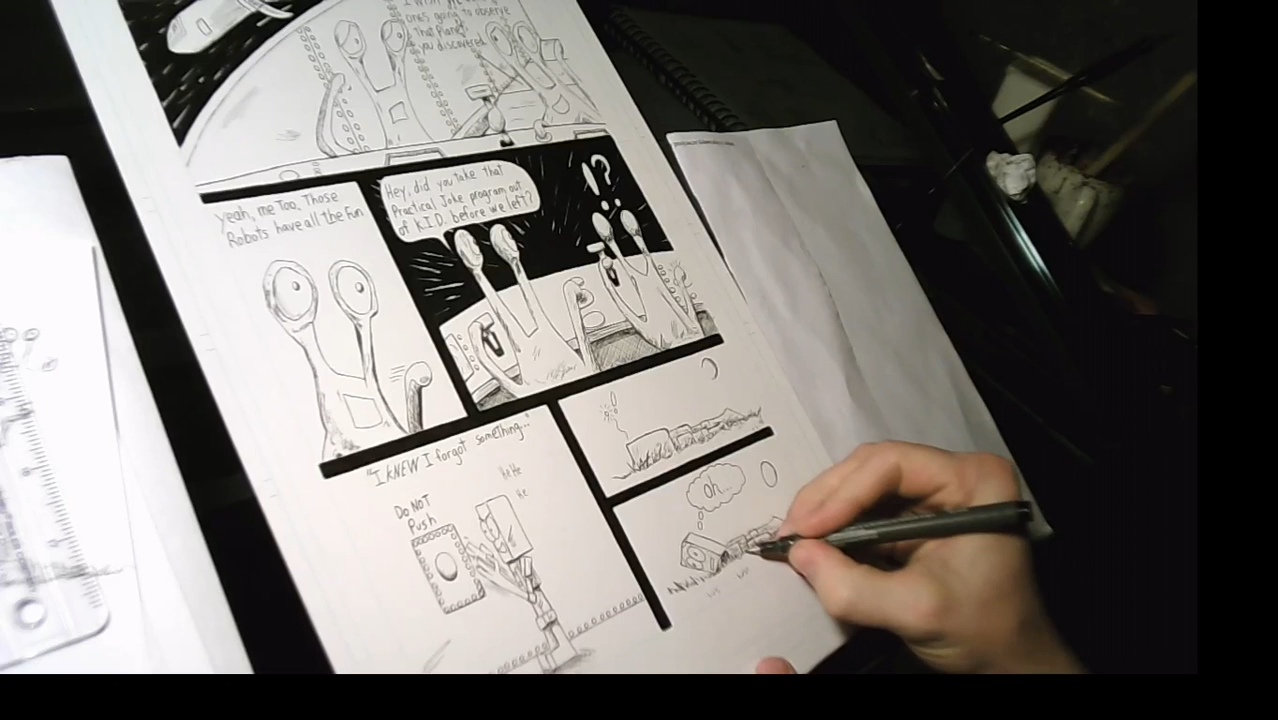 I wish we
ones going to observe
That Planet
you discovered.
Yeah, me Too. Those
Robots have all the Fun
Hey, did you take that
Practical Joke program out
of K.I.D. before we left?
!?
"I KNEW I forgot something..."
He He
He
DO NOT
Push
!
oh...